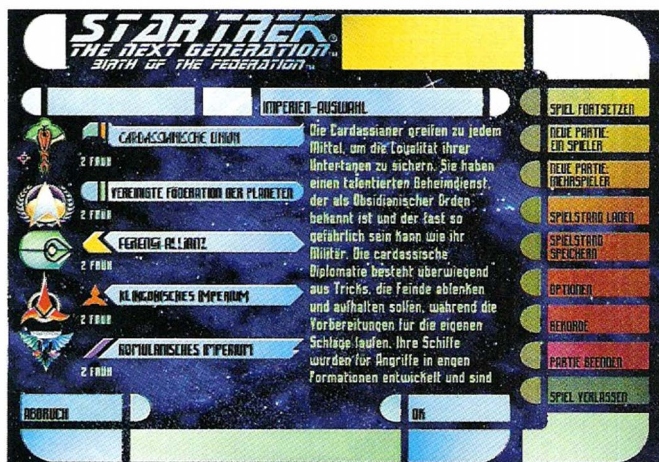 STAR TREK
THE NEXT GENERATION
BIRTH OF THE FEDERATION
IMPERIEN-AUSWAHL
CARDASSIANISCHE UNION
2 FRÜH
VEREINIGTE FÖDERATION DER PLANETEN
2 FRÜH
FERENGI ALLIANZ
2 FRÜH
KLINGONISCHES IMPERIUM
2 FRÜH
ROMULANISCHES IMPERIUM
2 FRÜH
Die Cardassianer greifen zu jedem
Mittel, um die Loyalität ihrer
Untertanen zu sichern. Sie haben
einen talentierten Geheimdienst,
der als Obsidianischer Orden
bekannt ist und der fast so
gefährlich sein kann wie ihr
Militär. Die cardassische
Diplomatie besteht überwiegend
aus Tricks, die Feinde ablenken
und aufhalten sollen, während die
Vorbereitungen für die eigenen
Schläge laufen. Ihre Schiffe
wurden für Angriffe in engen
Formationen entwickelt und sind
SPIEL FORTSETZEN
NEUE PARTIE:
EIN SPIELER
NEUE PARTIE:
MEHRSPIELER
SPIELSTAND LADEN
SPIELSTAND
SPEICHERN
OPTIONEN
REKORDE
PARTIE BEENDEN
SPIEL VERLASSEN
ABBRUCH
OK